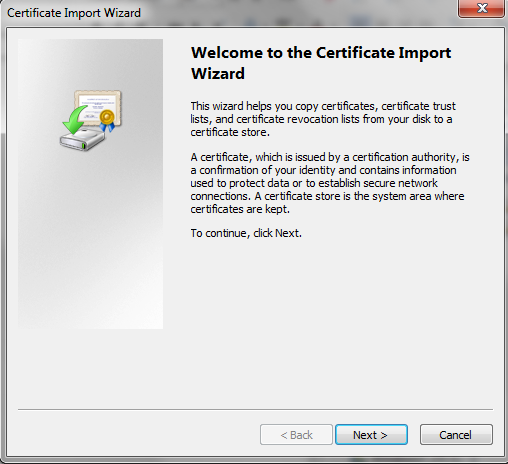 Certificate Import Wizard
Welcome to the Certificate Import
Wizard
This wizard helps you copy certificates, certificate trust
lists, and certificate revocation lists from your disk to a
certificate store.
A certificate, which is issued by a certification authority, is
a confirmation of your identity and contains information
used to protect data or to establish secure network
connections. A certificate store is the system area where
certificates are kept.
To continue, click Next.
< Back
Next >
Cancel